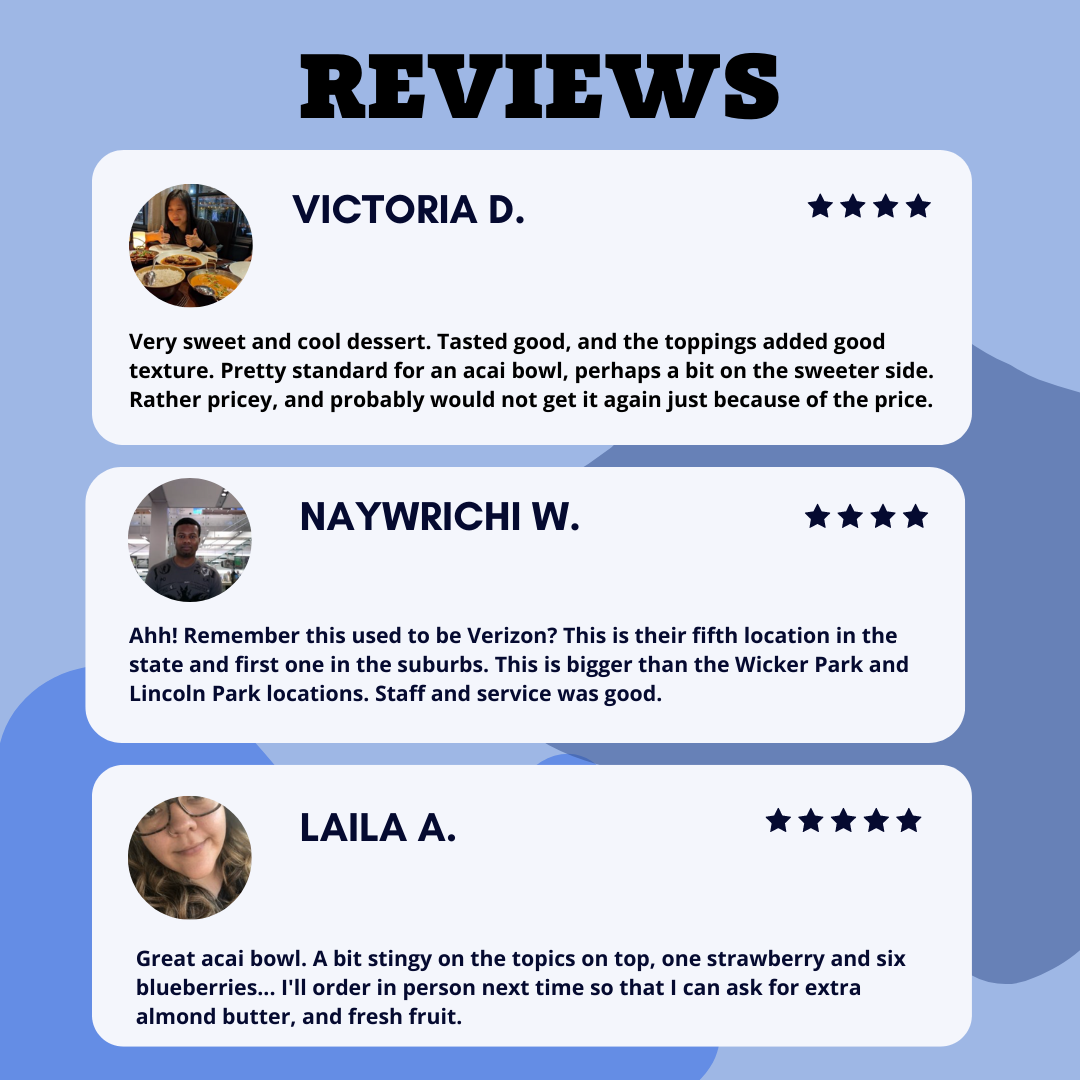 REVIEWS
VICTORIA D.
Very sweet and cool dessert. Tasted good, and the toppings added good
texture. Pretty standard for an acai bowl, perhaps a bit on the sweeter side.
Rather pricey, and probably would not get it again just because of the price.
NAYWRICHI W.
Ahh! Remember this used to be Verizon? This is their fifth location in the
state and first one in the suburbs. This is bigger than the Wicker Park and
Lincoln Park locations. Staff and service was good.
LAILA A.
Great acai bowl. A bit stingy on the topics on top, one strawberry and six
blueberries... I'll order in person next time so that I can ask for extra
almond butter, and fresh fruit.